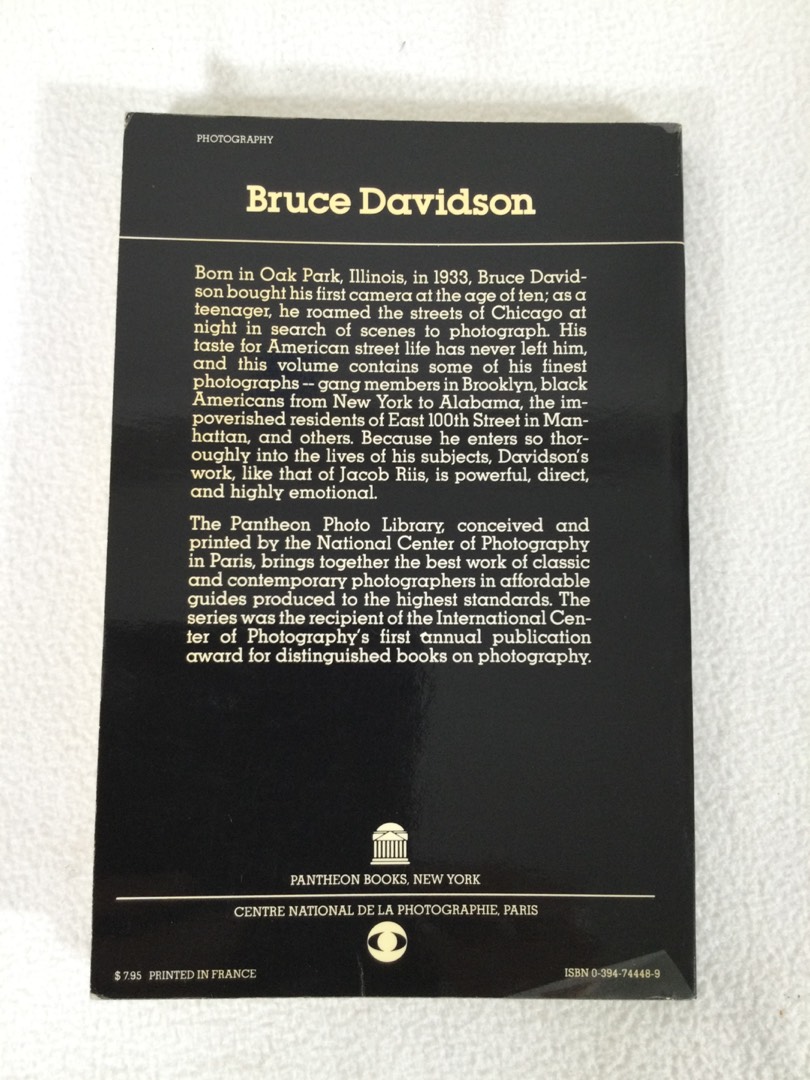 PHOTOGRAPHY
Bruce Davidson
Born in Oak Park, Illinois, in 1933, Bruce David-
son bought his first camera at the age of ten; as a
teenager, he roamed the streets of Chicago at
night in search of scenes to photograph. His
taste for American street life has never left him,
and this volume contains some of his finest
photographs -- gang members in Brooklyn, black
Americans from New York to Alabama, the im-
poverished residents of East 100th Street in Man-
hattan, and others. Because he enters so thor-
oughly into the lives of his subjects, Davidson's
work, like that of Jacob Riis, is powerful, direct,
and highly emotional.
The Pantheon Photo Library, conceived and
printed by the National Center of Photography
in Paris, brings together the best work of classic
and contemporary photographers in affordable
guides produced to the highest standards. The
series was the recipient of the International Cen-
ter of Photography's first annual publication
award for distinguished books on photography.
PANTHEON BOOKS, NEW YORK
CENTRE NATIONAL DE LA PHOTOGRAPHIE, PARIS
$7.95 PRINTED IN FRANCE
ISBN 0-394-74448-9